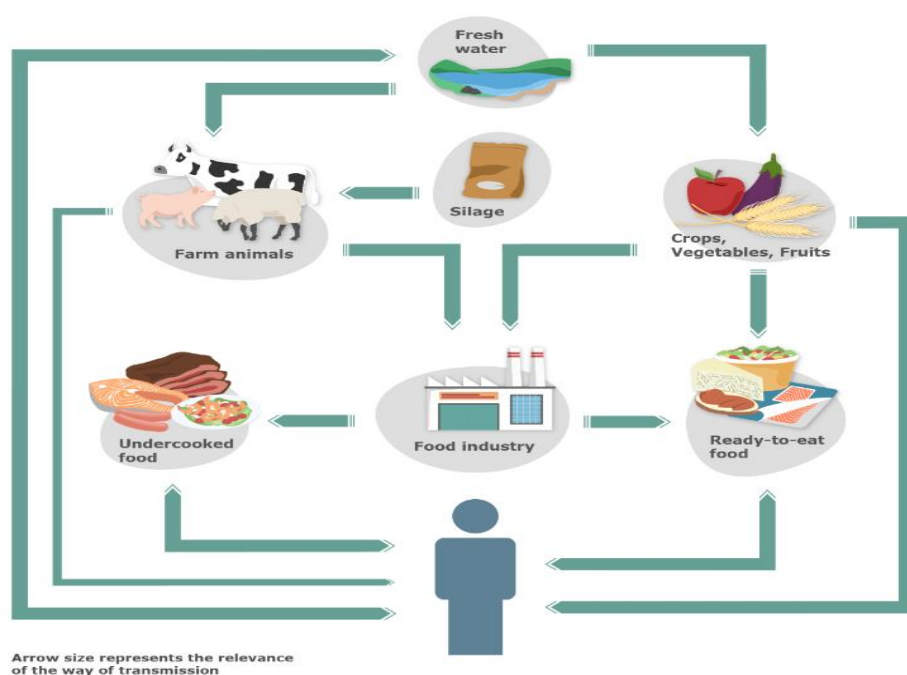 Fresh
water
Silage
Farm animals
Crops,
Vegetables, Fruits
Undercooked
food
Food industry
Ready-to-eat
food
Arrow size represents the relevance
of the way of transmission